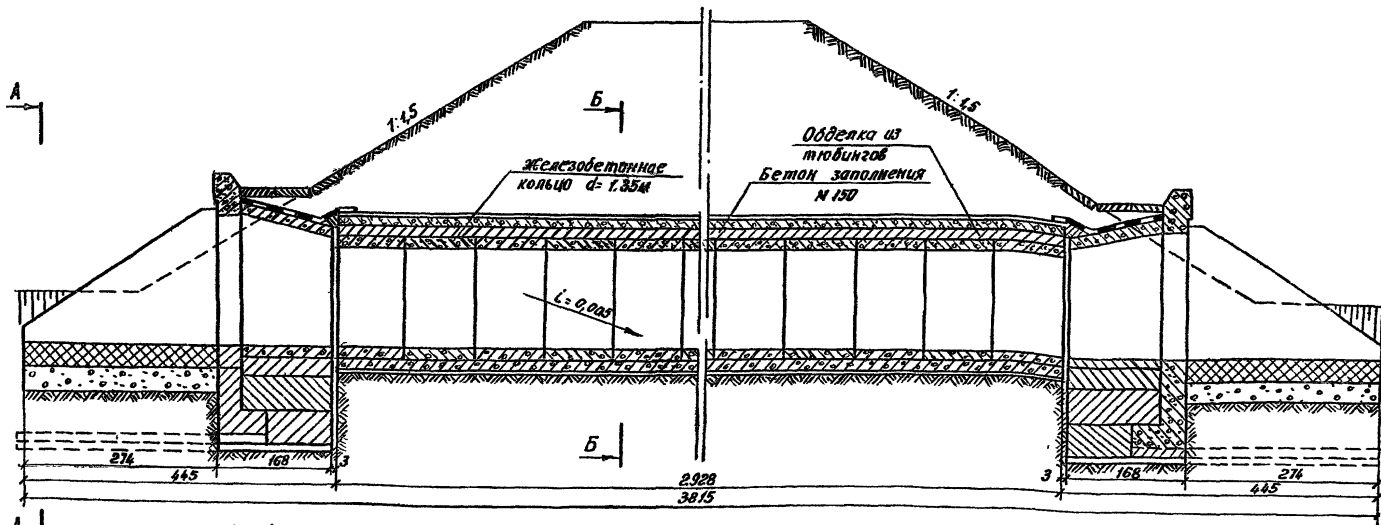 А
Б
1:1,5
1:1,5
Обделка из
тюбингов
Железобетонное
кольцо d= 1.35м
Бетон заполнения
М 150
i = 0,005
Б
274
168
3
2928
3
168
274
445
3815
445
А